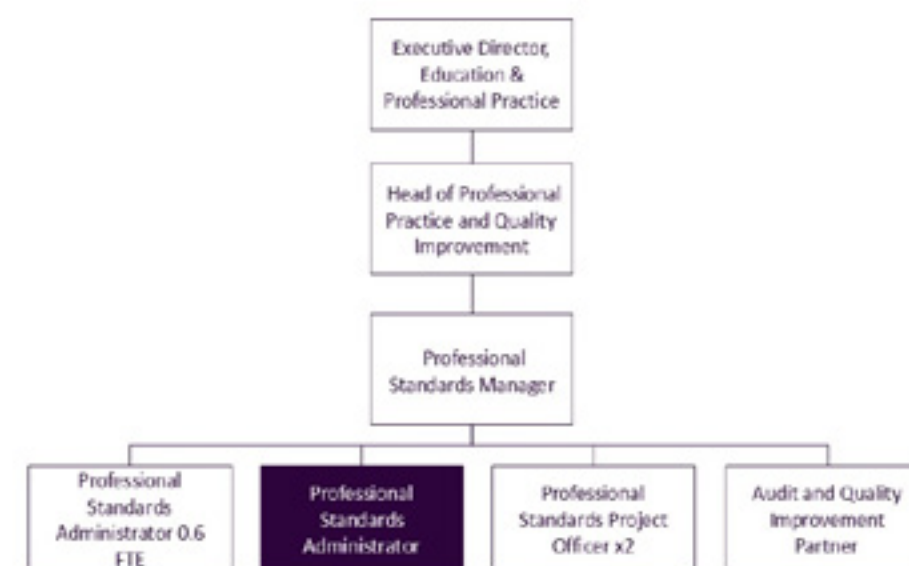 Executive Director,
Education &
Professional Practice
Head of Professional
Practice and Quality
Improvement
Professional
Standards Manager
Professional
Standards
Administrator 0.6
FTE
Professional
Standards
Administrator
Professional
Standards Project
Officer x2
Audit and Quality
Improvement
Partner